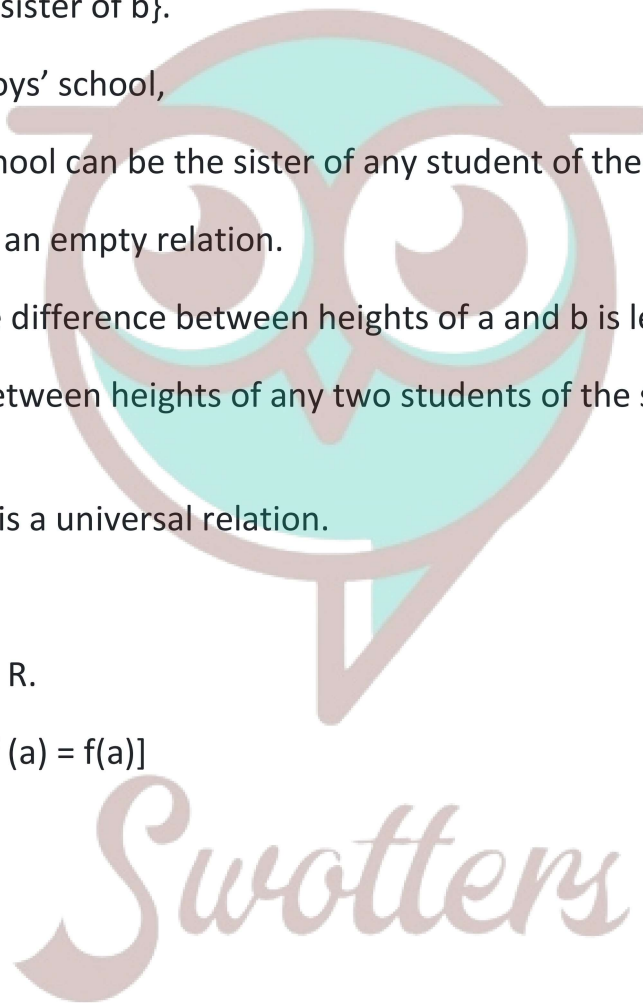 sister of b}.
oys’ school,
hool can be the sister of any student of the
an empty relation.
difference between heights of a and b is l
etween heights of any two students of the
is a universal relation.
R.
(a) = f(a)]
Swotters